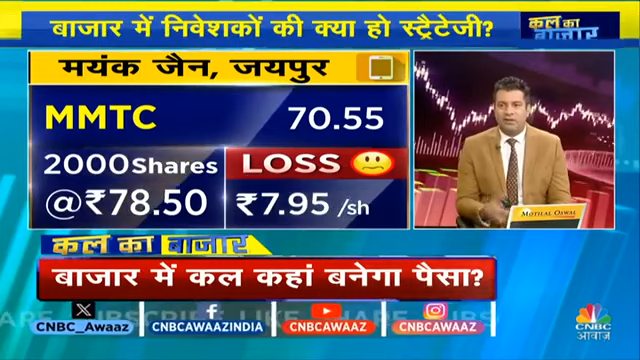 बाजार में निवेशकों की क्या हो स्ट्रैटेजी?
कल का
बाजार
मयंक जैन, जयपुर
MMTC 70.55
2000Shares LOSS
@₹78.50 ₹7.95 /sh
MOTILAL OSWAL
कल का बाजार
बाजार में कल कहां बनेगा पैसा?
CNBC_Awaaz CNBCAWAAZINDIA CNBCAWAAZ CNBCAWAAZ
CNBC
आवाज़